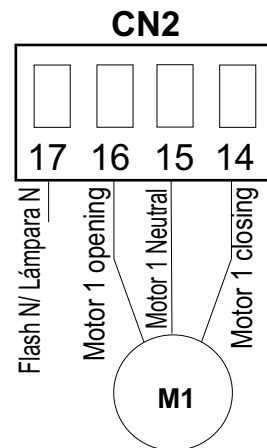 CN2
17 16 15 14
Flash N/ Lámpara N
Motor 1 opening
Motor 1 Neutral
Motor 1 closing
M1